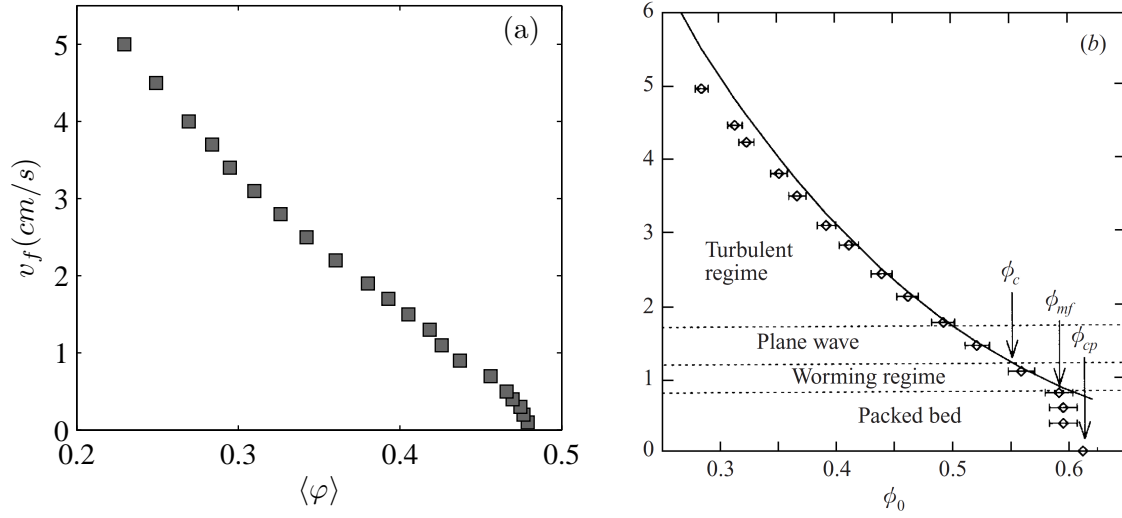 (a)
5
4
3
2
1
0
0.2
0.3
0.4
0.5
v_f(cm/s)
⟨φ⟩
(b)
6
5
4
3
2
1
0
Turbulent
regime
ϕ_c
ϕ_mf
ϕ_cp
Plane wave
Worming regime
Packed bed
0.3
0.4
0.5
0.6
ϕ_0